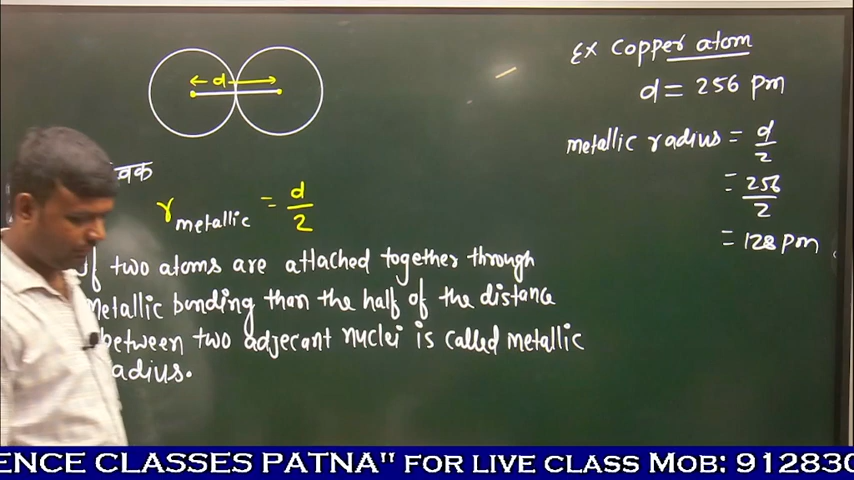 d
r metallic = d/2
If two atoms are attached together through
metallic bonding than the half of the distance
between two adjecant nuclei is called metallic
radius.
Ex Copper atom
d = 256 pm
metallic radius = d/2
= 256/2
= 128 pm
ENCE CLASSES PATNA" FOR LIVE CLASS MOB: 912830